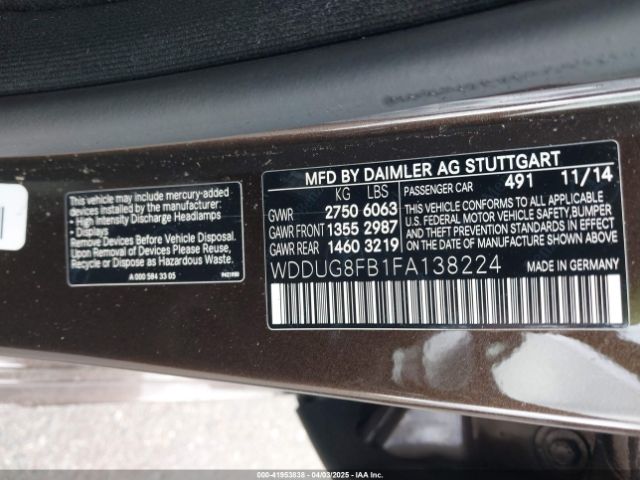 This vehicle may include mercury-added
devices installed by the manufacturer:
• High Intensity Discharge Headlamps
• Displays
Remove Devices Before Vehicle Disposal.
Upon Removal of Devices Please Reuse,
Recycle or Dispose as Hazardous Waste.
A 000 584 33 05
MFD BY DAIMLER AG STUTTGART
KG LBS PASSENGER CAR 491 11/14
GVWR 2750 6063
GAWR FRONT 1355 2987
GAWR REAR 1460 3219
THIS VEHICLE CONFORMS TO ALL APPLICABLE
U.S. FEDERAL MOTOR VEHICLE SAFETY, BUMPER
AND THEFT PREVENTION STANDARDS IN EFFECT
ON THE DATE OF MANUFACTURE SHOWN ABOVE.
WDDUG8FB1FA138224 MADE IN GERMANY
000-41953838 - 04/03/2025 - IAA Inc.